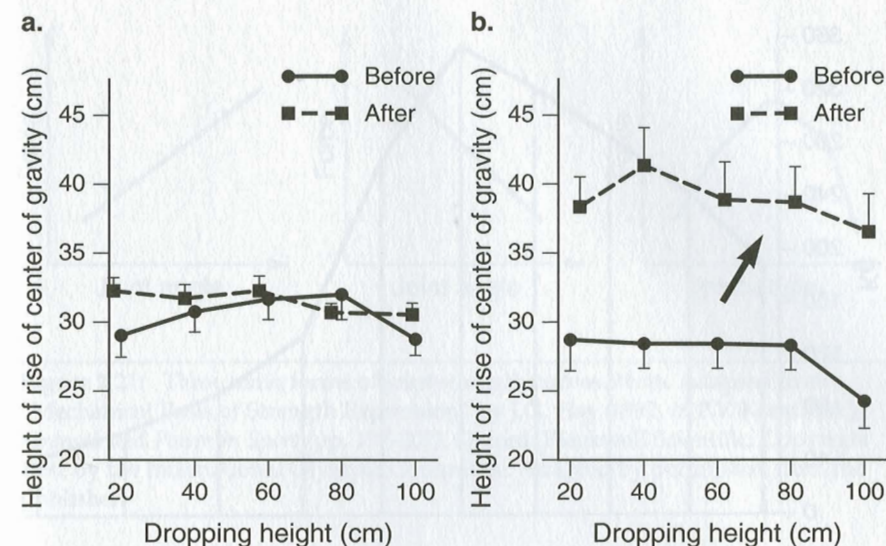 a.
Height of rise of center of gravity (cm)
Before
After
45
40
35
30
25
20
20 40 60 80 100
Dropping height (cm)
b.
Height of rise of center of gravity (cm)
Before
After
45
40
35
30
25
20
20 40 60 80 100
Dropping height (cm)